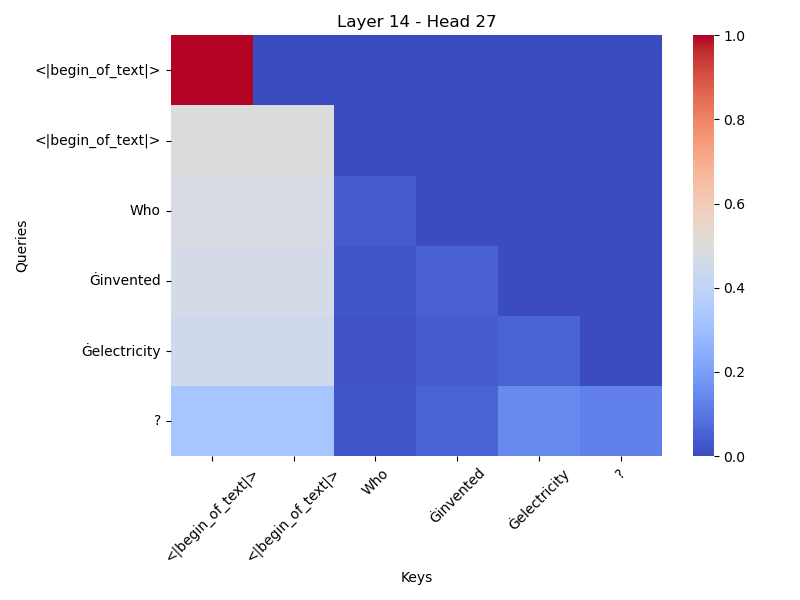 Layer 14 - Head 27
<|begin_of_text|>
<|begin_of_text|>
Who
Ġinvented
Ġelectricity
?
Queries
<|begin_of_text|>
<|begin_of_text|>
Who
Ġinvented
Ġelectricity
?
Keys
1.0
0.8
0.6
0.4
0.2
0.0